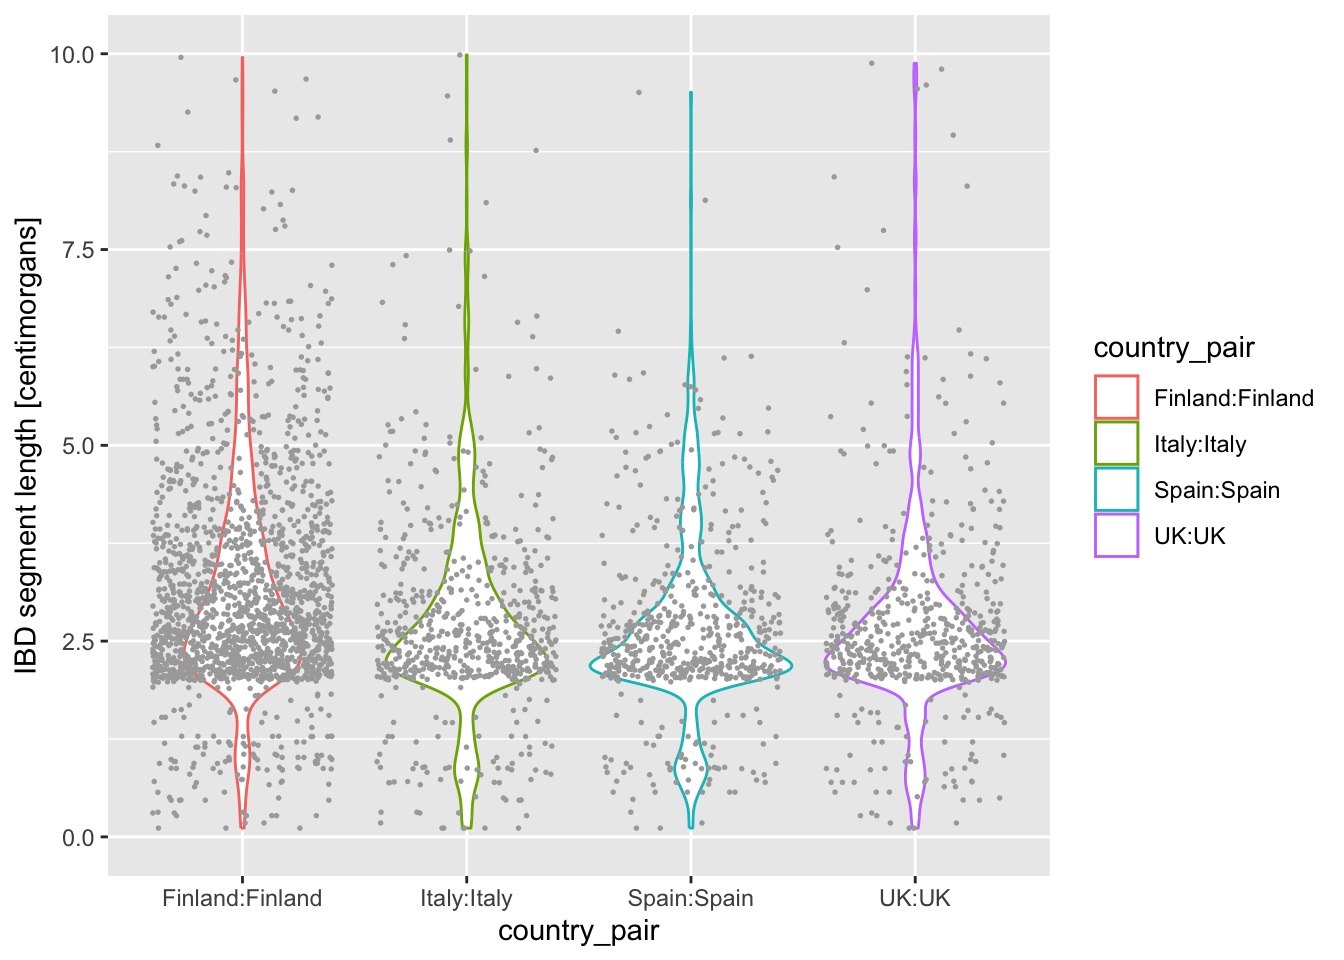 IBD segment length [centimorgans]
10.0
7.5
5.0
2.5
0.0
Finland:Finland
Italy:Italy
Spain:Spain
UK:UK
country_pair
country_pair
Finland:Finland
Italy:Italy
Spain:Spain
UK:UK